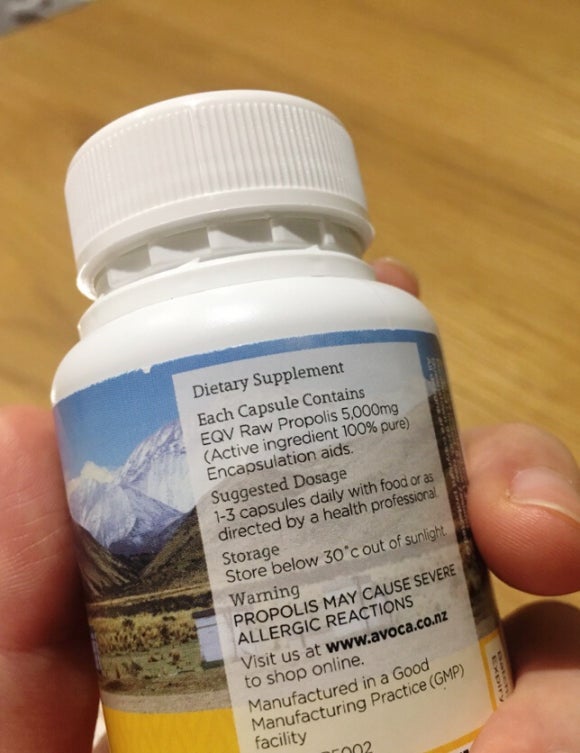 Dietary Supplement
Each Capsule Contains
EQV Raw Propolis 5,000mg
(Active ingredient 100% pure)
Encapsulation aids.
Suggested Dosage
1-3 capsules daily with food or as
directed by a health professional.
Storage
Store below 30°c out of sunlight.
Warning
PROPOLIS MAY CAUSE SEVERE
ALLERGIC REACTIONS
Visit us at www.avoca.co.nz
to shop online.
Manufactured in a Good
Manufacturing Practice (GMP)
facility